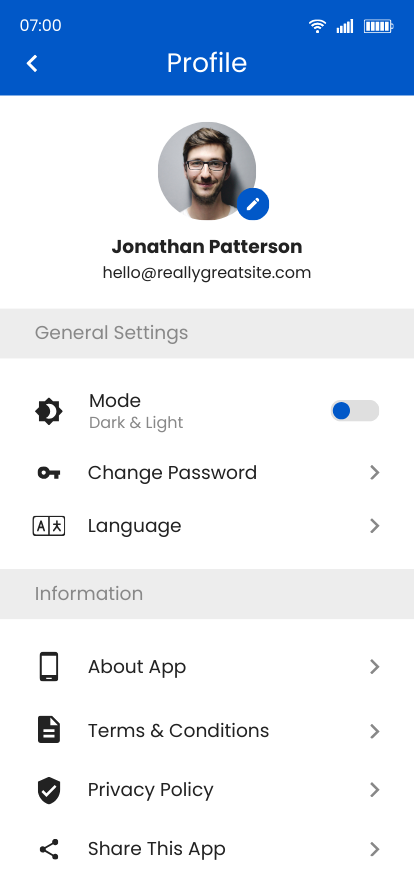 07:00
Profile
Jonathan Patterson
hello@reallygreatsite.com
General Settings
Mode
Dark & Light
Change Password
A 文
Language
Information
About App
Terms & Conditions
Privacy Policy
Share This App